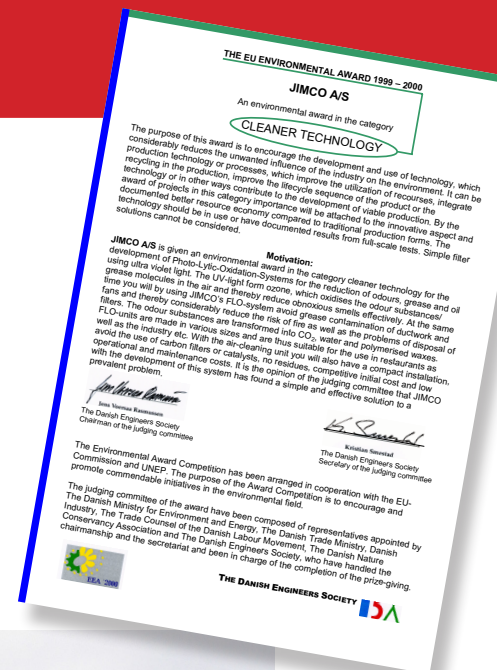 THE EU ENVIRONMENTAL AWARD 1999 – 2000
JIMCO A/S
An environmental award in the category
CLEANER TECHNOLOGY
The purpose of this award is to encourage the development and use of technology, which
considerably reduces the unwanted influence of the industry on the environment. It can be
production technology or processes, which improve the utilization of recourses, integrate
recycling in the production, improve the lifecycle sequence of the product or the
technology or in other ways contribute to the development of viable production. By the
award of projects in this category importance will be attached to the innovative aspect and
documented better resource economy compared to traditional production forms. The
technology should be in use or have documented results from full-scale tests. Simple filter
solutions cannot be considered.
Motivation:
JIMCO A/S is given an environmental award in the category cleaner technology for the
development of Photo-Lytic-Oxidation-Systems for the reduction of odours, grease and oil
using ultra violet light. The UV-light form ozone, which oxidises the odour substances/
grease molecules in the air and thereby reduce obnoxious smells effectively. At the same
time you will by using JIMCO's FLO-system avoid grease contamination of ductwork and
fans and thereby considerably reduce the risk of fire as well as the problems of disposal of
filters. The odour substances are transformed into CO2, water and polymerised waxes.
FLO-units are made in various sizes and are thus suitable for the use in restaurants as
well as the industry etc. With the air-cleaning unit you will also have a compact installation,
avoid the use of carbon filters or catalysts, no residues, competitive initial cost and low
operational and maintenance costs. It is the opinion of the judging committee that JIMCO
with the development of this system has found a simple and effective solution to a
prevalent problem.
Jens Vorman Rasmussen
The Danish Engineers Society
Chairman of the judging committee
Kristian Smestad
The Danish Engineers Society
Secretary of the judging committee
The Environmental Award Competition has been arranged in cooperation with the EU-
Commission and UNEP. The purpose of the Award Competition is to encourage and
promote commendable initiatives in the environmental field.
The judging committee of the award have been composed of representatives appointed by
The Danish Ministry for Environment and Energy, The Danish Trade Ministry, Danish
Industry, The Trade Counsel of the Danish Labour Movement, The Danish Nature
Conservancy Association and The Danish Engineers Society, who have handled the
chairmanship and the secretariat and been in charge of the completion of the prize-giving.
EEA 2000
THE DANISH ENGINEERS SOCIETY IDA